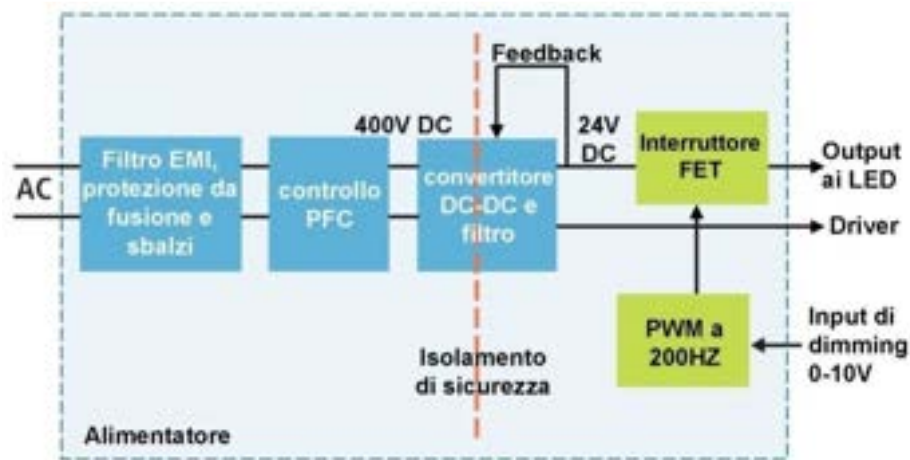 Feedback
400V DC
24V
DC
AC
Filtro EMI,
protezione da
fusione e
sbalzi
controllo
PFC
convertitore
DC-DC e
filtro
Interruttore
FET
Output
ai LED
Driver
PWM a
200HZ
Input di
dimming
0-10V
Isolamento
di sicurezza
Alimentatore